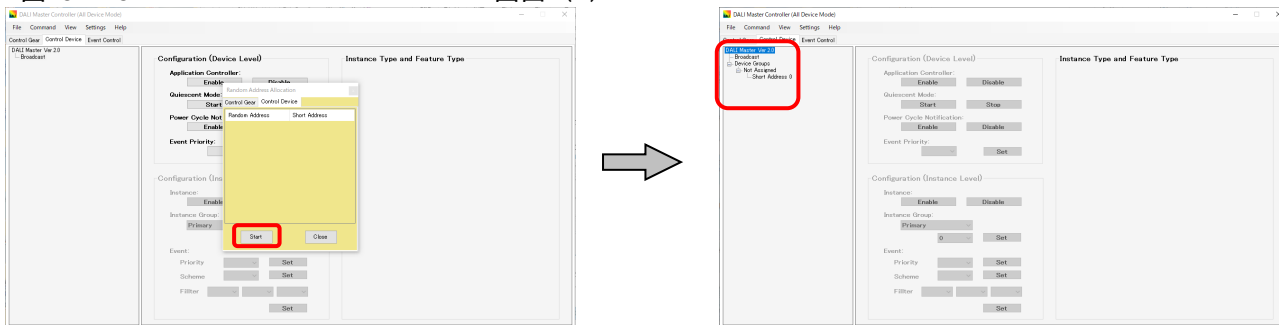 画面
DALI Master Controller (All Device Mode)
File Command View Settings Help
Control Gear Control Device Event Control
DALI Master Ver 2.0
Broadcast
Configuration (Device Level)
Application Controller:
Enable Disable
Quiescent Mode:
Start
Power Cycle Not
Enable
Event Priority:
Configuration (Ins
Instance:
Enable
Instance Group:
Primary
Event:
Priority Set
Scheme Set
Filter
Set
Instance Type and Feature Type
Random Address Allocation
Control Gear Control Device
Random Address Short Address
Start Close
DALI Master Controller (All Device Mode)
File Command View Settings Help
Control Device Event Control
DALI Master Ver 2.0
Broadcast
Device Groups
Not Assigned
Short Address 0
Configuration (Device Level)
Application Controller:
Enable Disable
Quiescent Mode:
Start Stop
Power Cycle Notification:
Enable Disable
Event Priority:
Set
Configuration (Instance Level)
Instance:
Enable Disable
Instance Group:
Primary
0 Set
Event:
Priority Set
Scheme Set
Filter
Set
Instance Type and Feature Type